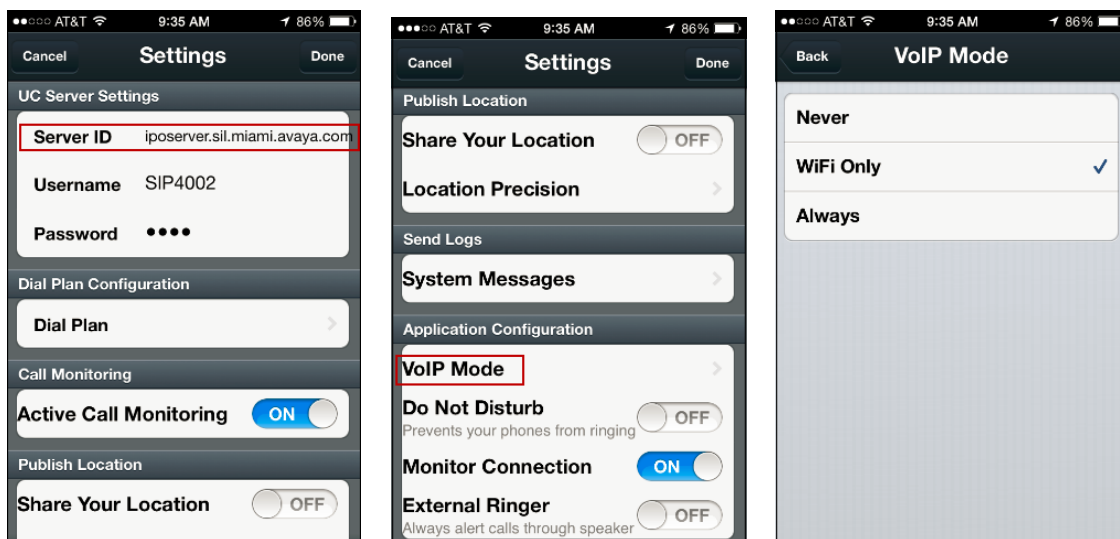 AT&T 9:35 AM 86%
Cancel Settings Done
UC Server Settings
Server ID iposerver.sil.miami.avaya.com
Username SIP4002
Password ••••
Dial Plan Configuration
Dial Plan
Call Monitoring
Active Call Monitoring ON
Publish Location
Share Your Location OFF
AT&T 9:35 AM 86%
Cancel Settings Done
Publish Location
Share Your Location OFF
Location Precision
Send Logs
System Messages
Application Configuration
VoIP Mode
Do Not Disturb OFF
Prevents your phones from ringing
Monitor Connection ON
External Ringer OFF
Always alert calls through speaker
AT&T 9:35 AM 86%
Back VoIP Mode
Never
WiFi Only
Always